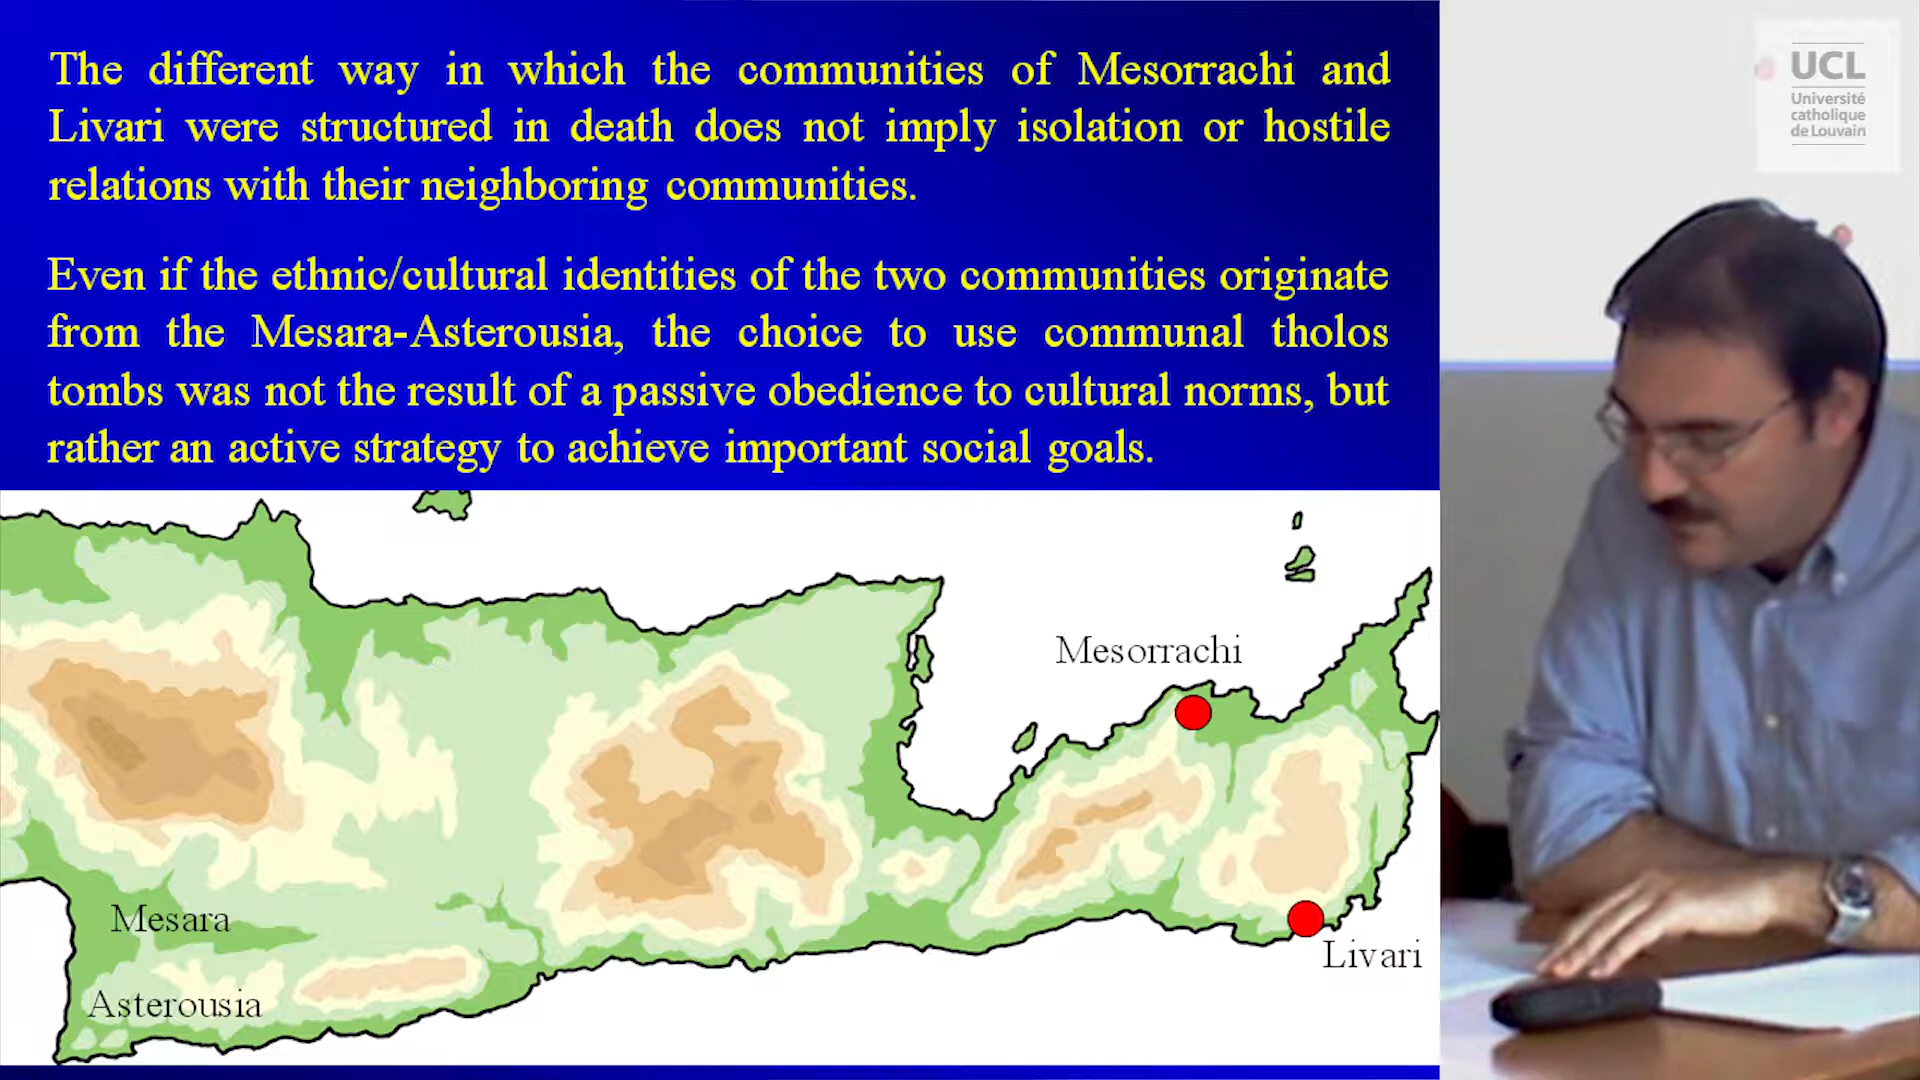 The different way in which the communities of Mesorrachi and
Livari were structured in death does not imply isolation or hostile
relations with their neighboring communities.
Even if the ethnic/cultural identities of the two communities originate
from the Mesara-Asterousia, the choice to use communal tholos
tombs was not the result of a passive obedience to cultural norms, but
rather an active strategy to achieve important social goals.
Mesorrachi
Mesara
Livari
Asterousia
UCL
Université
catholique
de Louvain